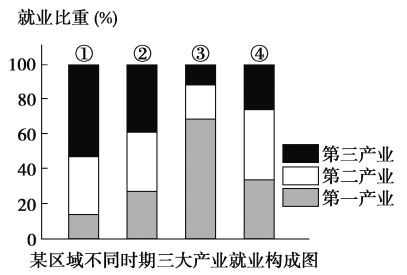 就业比重(%)
① ② ③ ④
100
80
60
40
20
0
第三产业
第二产业
第一产业
某区域不同时期三大产业就业构成图